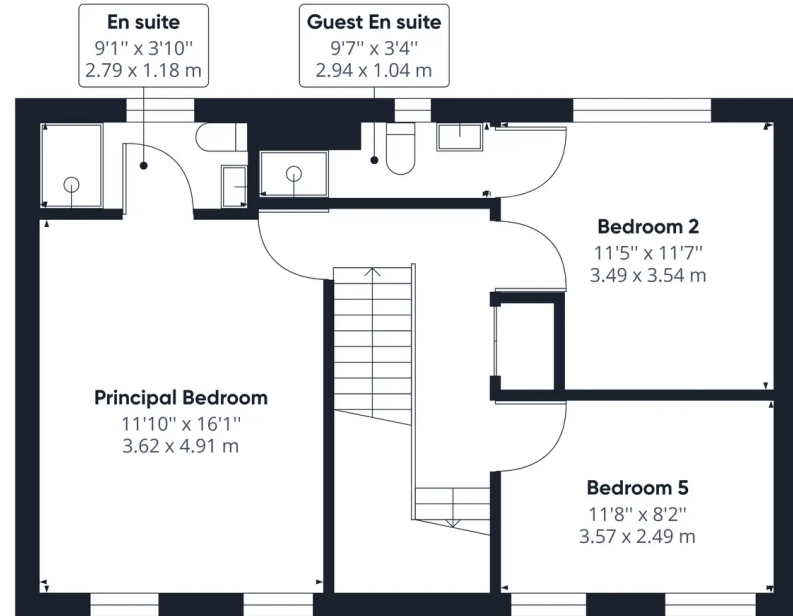 En suite
9'1" x 3'10"
2.79 x 1.18 m
Guest En suite
9'7" x 3'4"
2.94 x 1.04 m
Bedroom 2
11'5" x 11'7"
3.49 x 3.54 m
Principal Bedroom
11'10" x 16'1"
3.62 x 4.91 m
Bedroom 5
11'8" x 8'2"
3.57 x 2.49 m